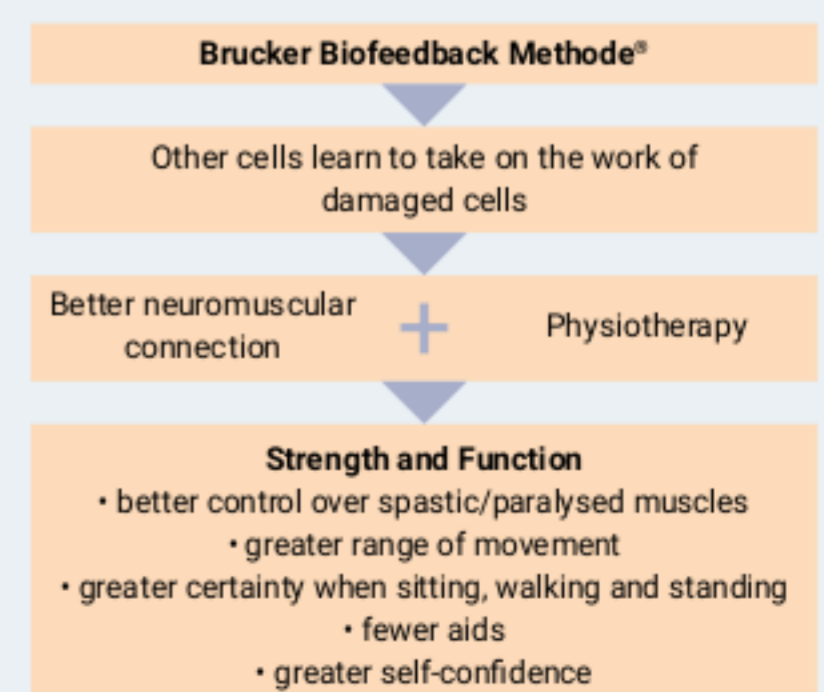 Brucker Biofeedback Methode®
Other cells learn to take on the work of
damaged cells
Better neuromuscular
connection
+
Physiotherapy
Strength and Function
• better control over spastic/paralysed muscles
• greater range of movement
• greater certainty when sitting, walking and standing
• fewer aids
• greater self-confidence